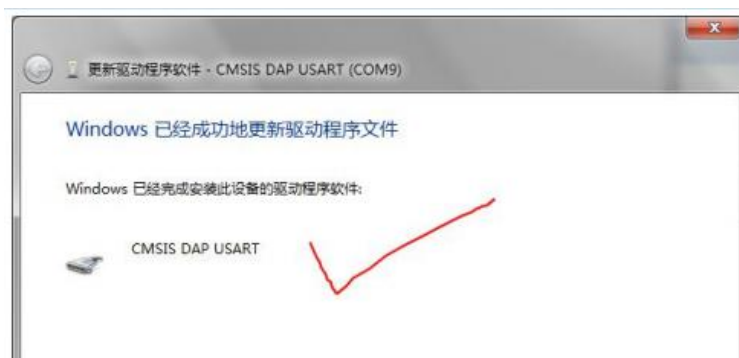 更新驱动程序软件 - CMSIS DAP USART (COM9)
Windows 已经成功地更新驱动程序文件
Windows 已经完成安装此设备的驱动程序软件:
CMSIS DAP USART